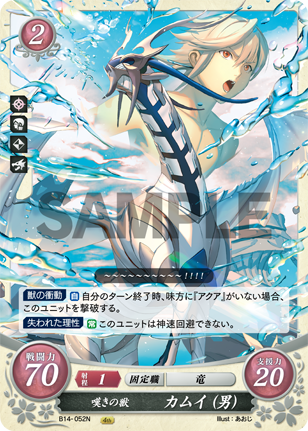 2
SAMPLE
~~~~~~~~~~!!!!
獣の衝動 自 自分のターン終了時、味方に『アクア』がいない場合、
このユニットを撃破する。
失われた理性 常 このユニットは神速回避できない。
戦闘力
70
射程 1 固定職 竜
支援力
20
嘆きの獣 カムイ(男)
B14-052N Illust：あおじ